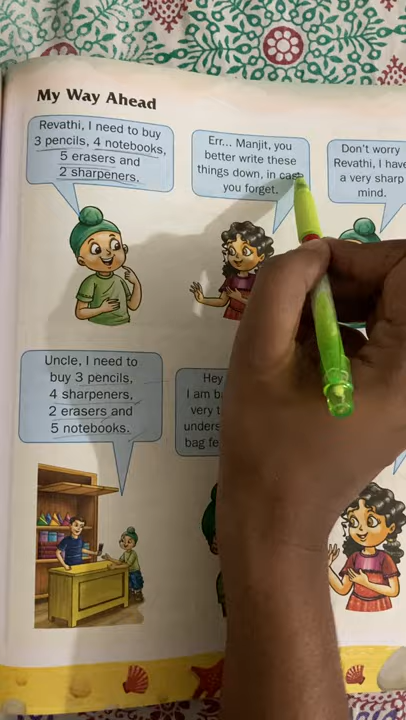 My Way Ahead
Revathi, I need to buy
3 pencils, 4 notebooks,
5 erasers and
2 sharpeners.
Err... Manjit, you
better write these
things down, in case
you forget.
Don't worry
Revathi, I have
a very sharp
mind.
Uncle, I need to
buy 3 pencils,
4 sharpeners,
2 erasers and
5 notebooks.
Hey
I am
very
bag